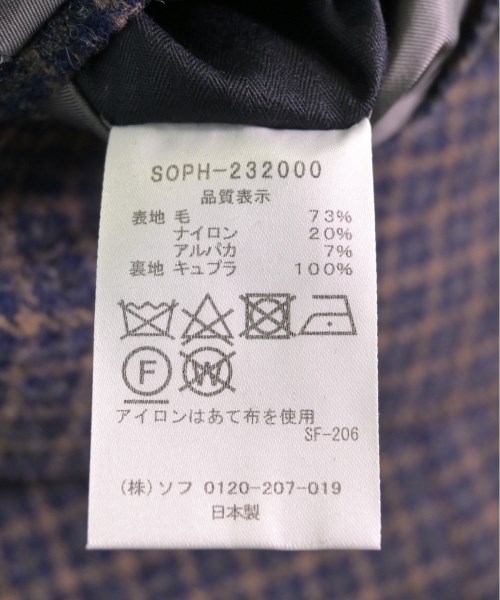 SOPH-232000
品質表示
表地 毛 73%
ナイロン 20%
アルパカ 7%
裏地 キュプラ 100%
F W
アイロンはあて布を使用
SF-206
(株)ソフ 0120-207-019
日本製